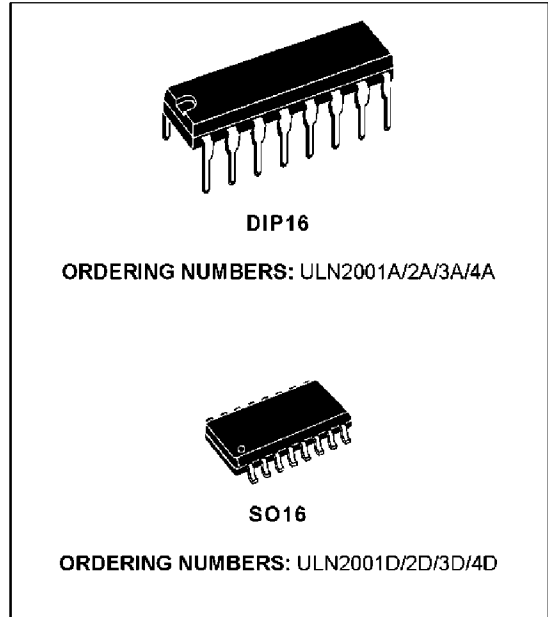 DIP16
ORDERING NUMBERS: ULN2001A/2A/3A/4A
SO16
ORDERING NUMBERS: ULN2001D/2D/3D/4D